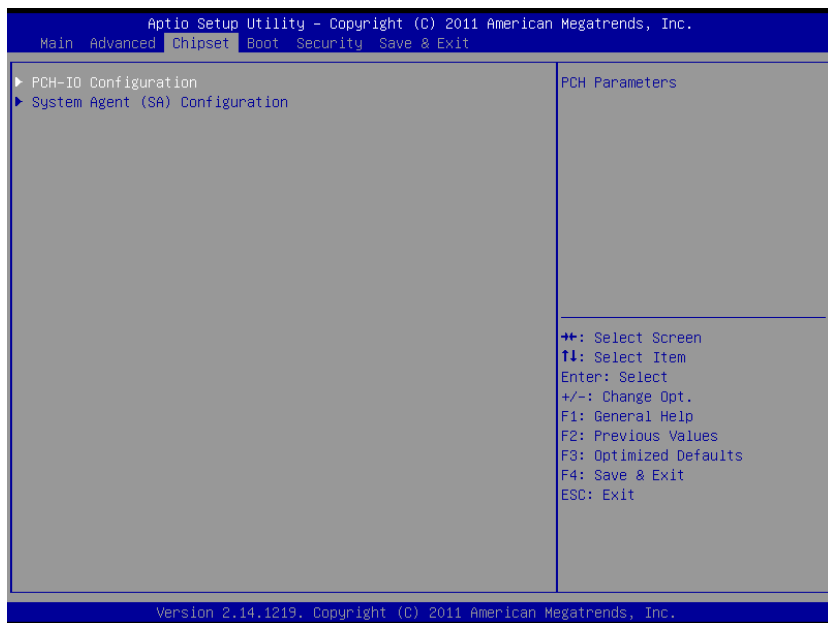 Aptio Setup Utility – Copyright (C) 2011 American Megatrends, Inc.
Main Advanced Chipset Boot Security Save & Exit
▶ PCH-IO Configuration
▶ System Agent (SA) Configuration
PCH Parameters
→←: Select Screen
↑↓: Select Item
Enter: Select
+/-: Change Opt.
F1: General Help
F2: Previous Values
F3: Optimized Defaults
F4: Save & Exit
ESC: Exit
Version 2.14.1219. Copyright (C) 2011 American Megatrends, Inc.